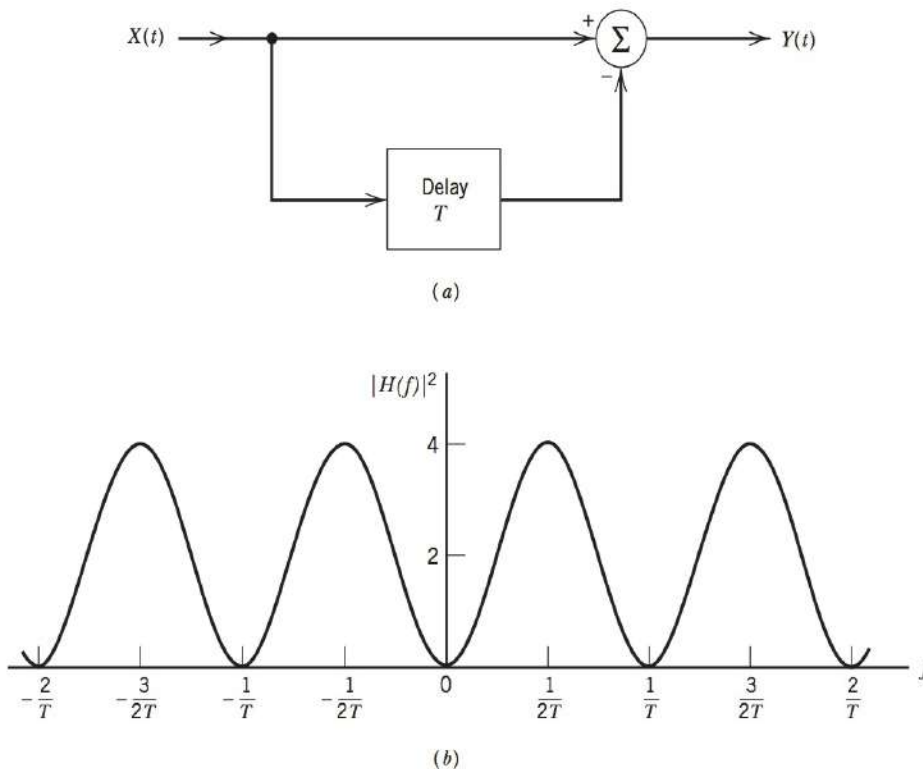 X(t) + Σ Y(t)
−
Delay
T
(a)
|H(f)|²
4
2
−2/T −3/2T −1/T −1/2T 0 1/2T 1/T 3/2T 2/T
(b)